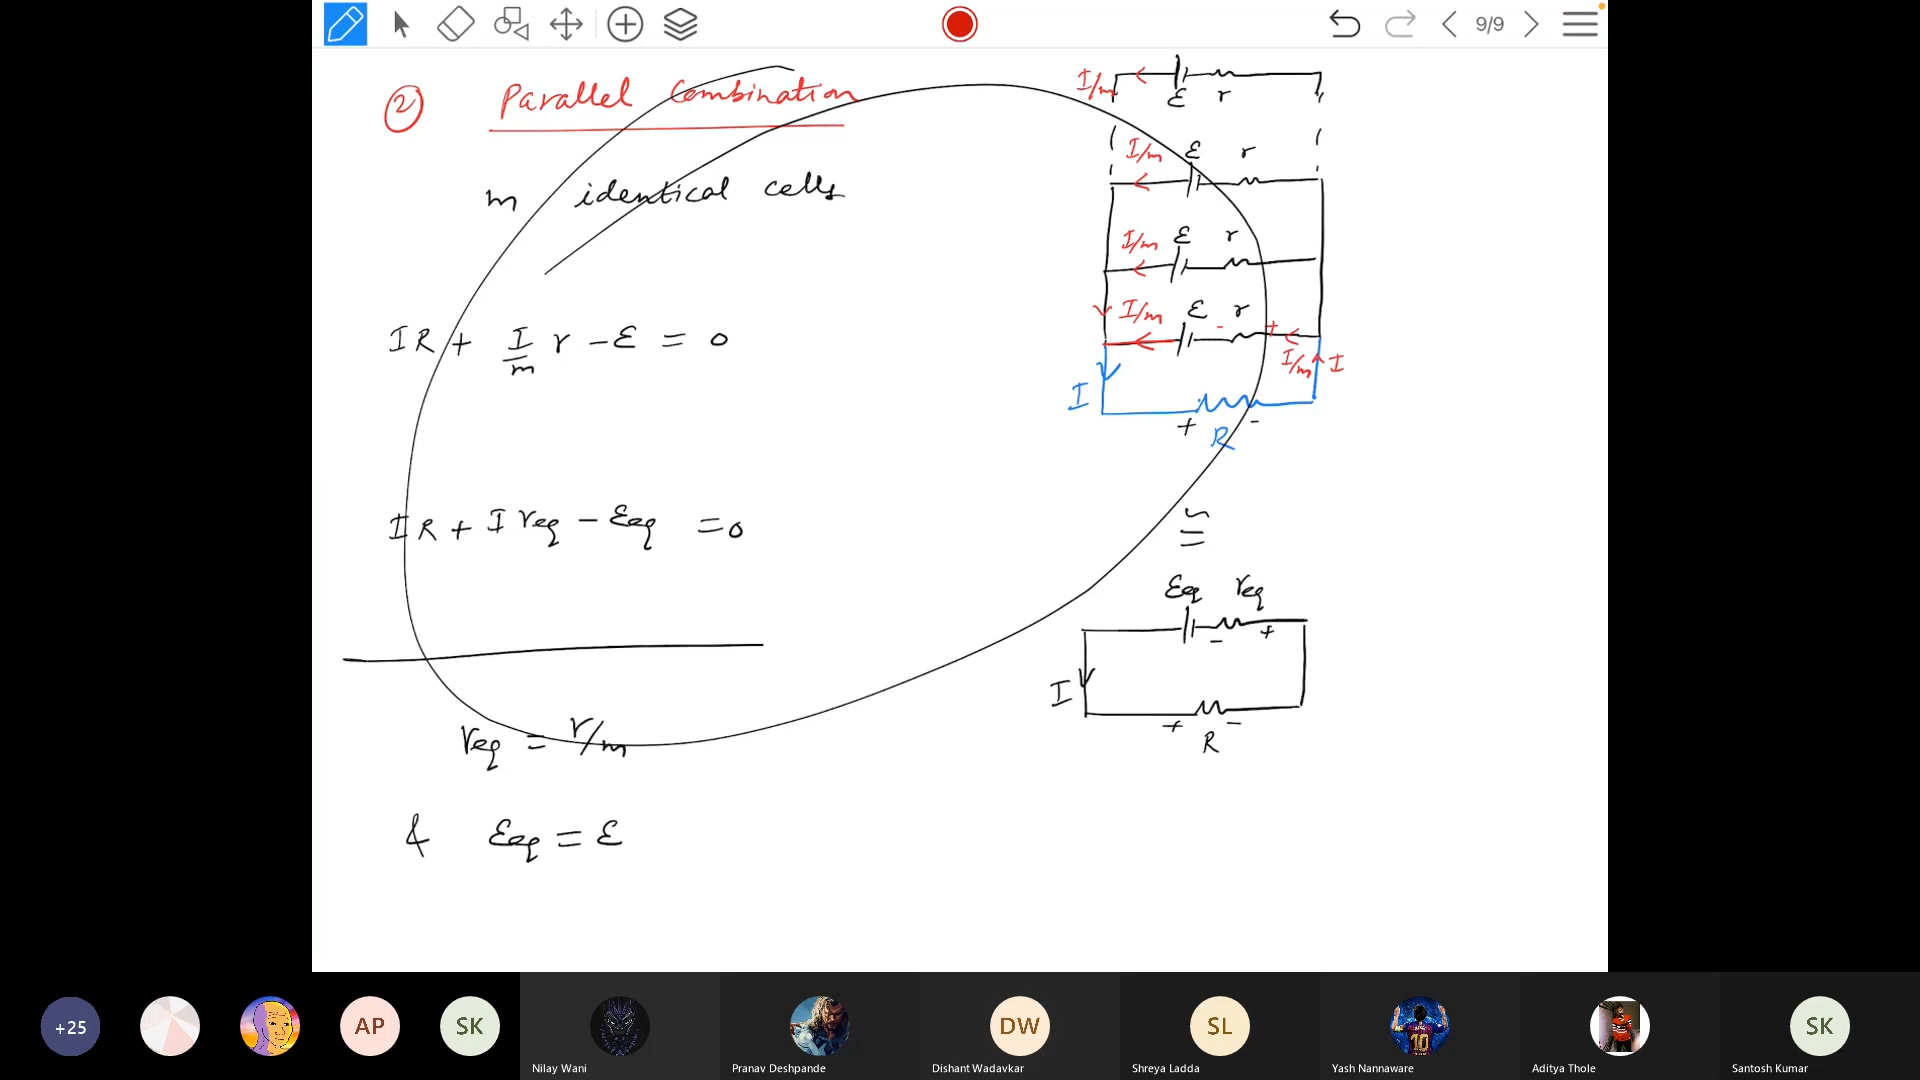 9/9
② Parallel Combination
m identical cells
IR + I/m r - ε = 0
IR + I req - εeq = 0
req = r/m
& εeq = ε
I/m ε r
I/m ε r
I/m ε r
I/m ε r
- +
I/m I
I
+ R -
≅
εeq req
- +
I
+ -
R
+25
AP
SK
DW
SL
SK
Nilay Wani
Pranav Deshpande
Dishant Wadavkar
Shreya Ladda
Yash Nannaware
Aditya Thole
Santosh Kumar